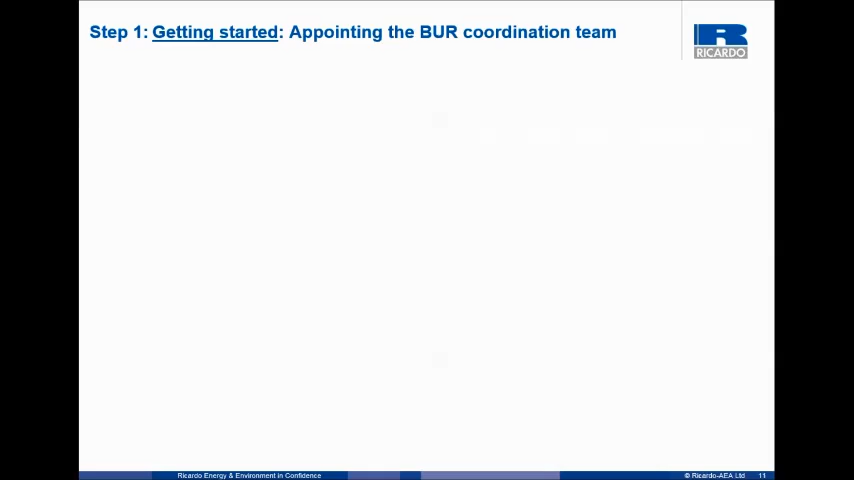 Step 1: Getting started: Appointing the BUR coordination team
RICARDO
Ricardo Energy & Environment in Confidence
© Ricardo-AEA Ltd
11